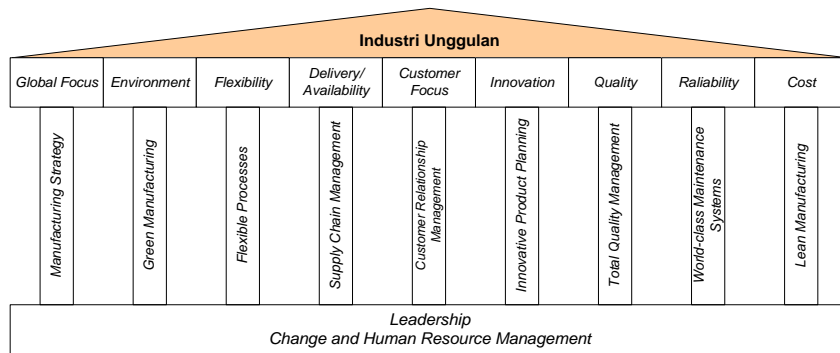 Industri Unggulan
Global Focus
Environment
Flexibility
Delivery/
Availability
Customer
Focus
Innovation
Quality
Raliability
Cost
Manufacturing Strategy
Green Manufacturing
Flexible Processes
Supply Chain Management
Customer Relationship
Management
Innovative Product Planning
Total Quality Management
World-class Maintenance
Systems
Lean Manufacturing
Leadership
Change and Human Resource Management